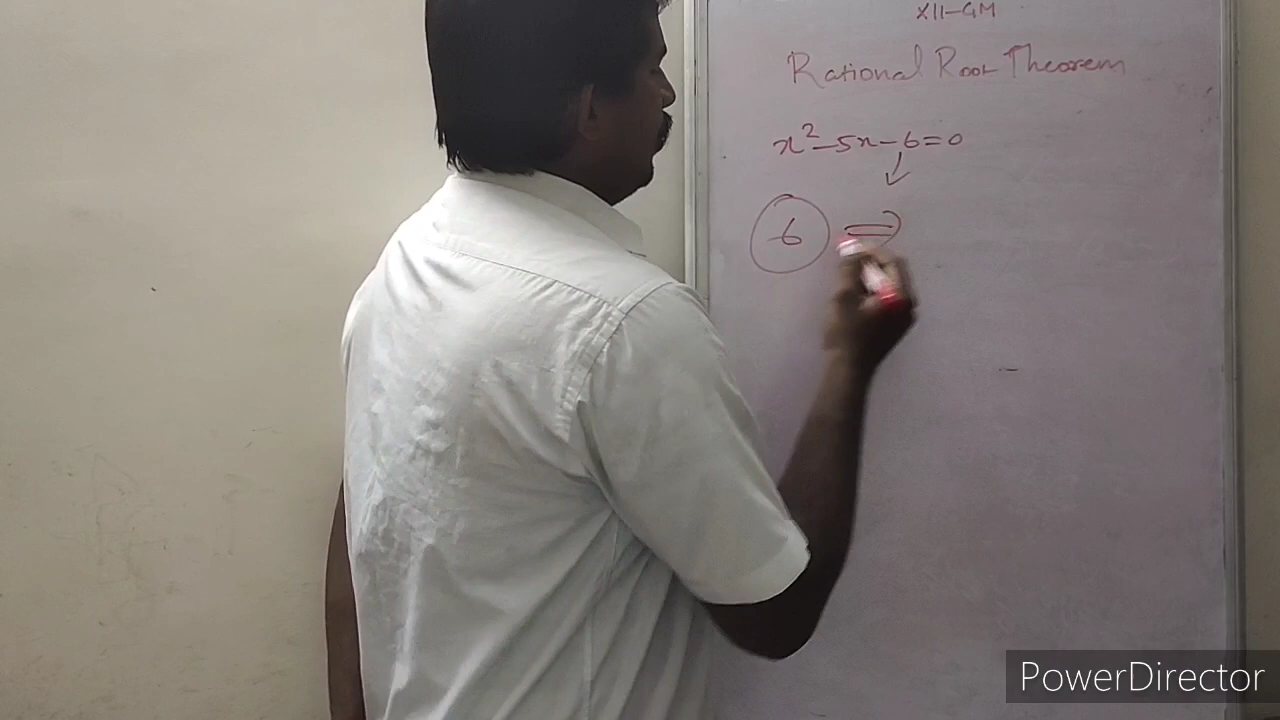 XII-GM
Rational Root Theorem
x²-5x-6=0
-6 ⇒
PowerDirector